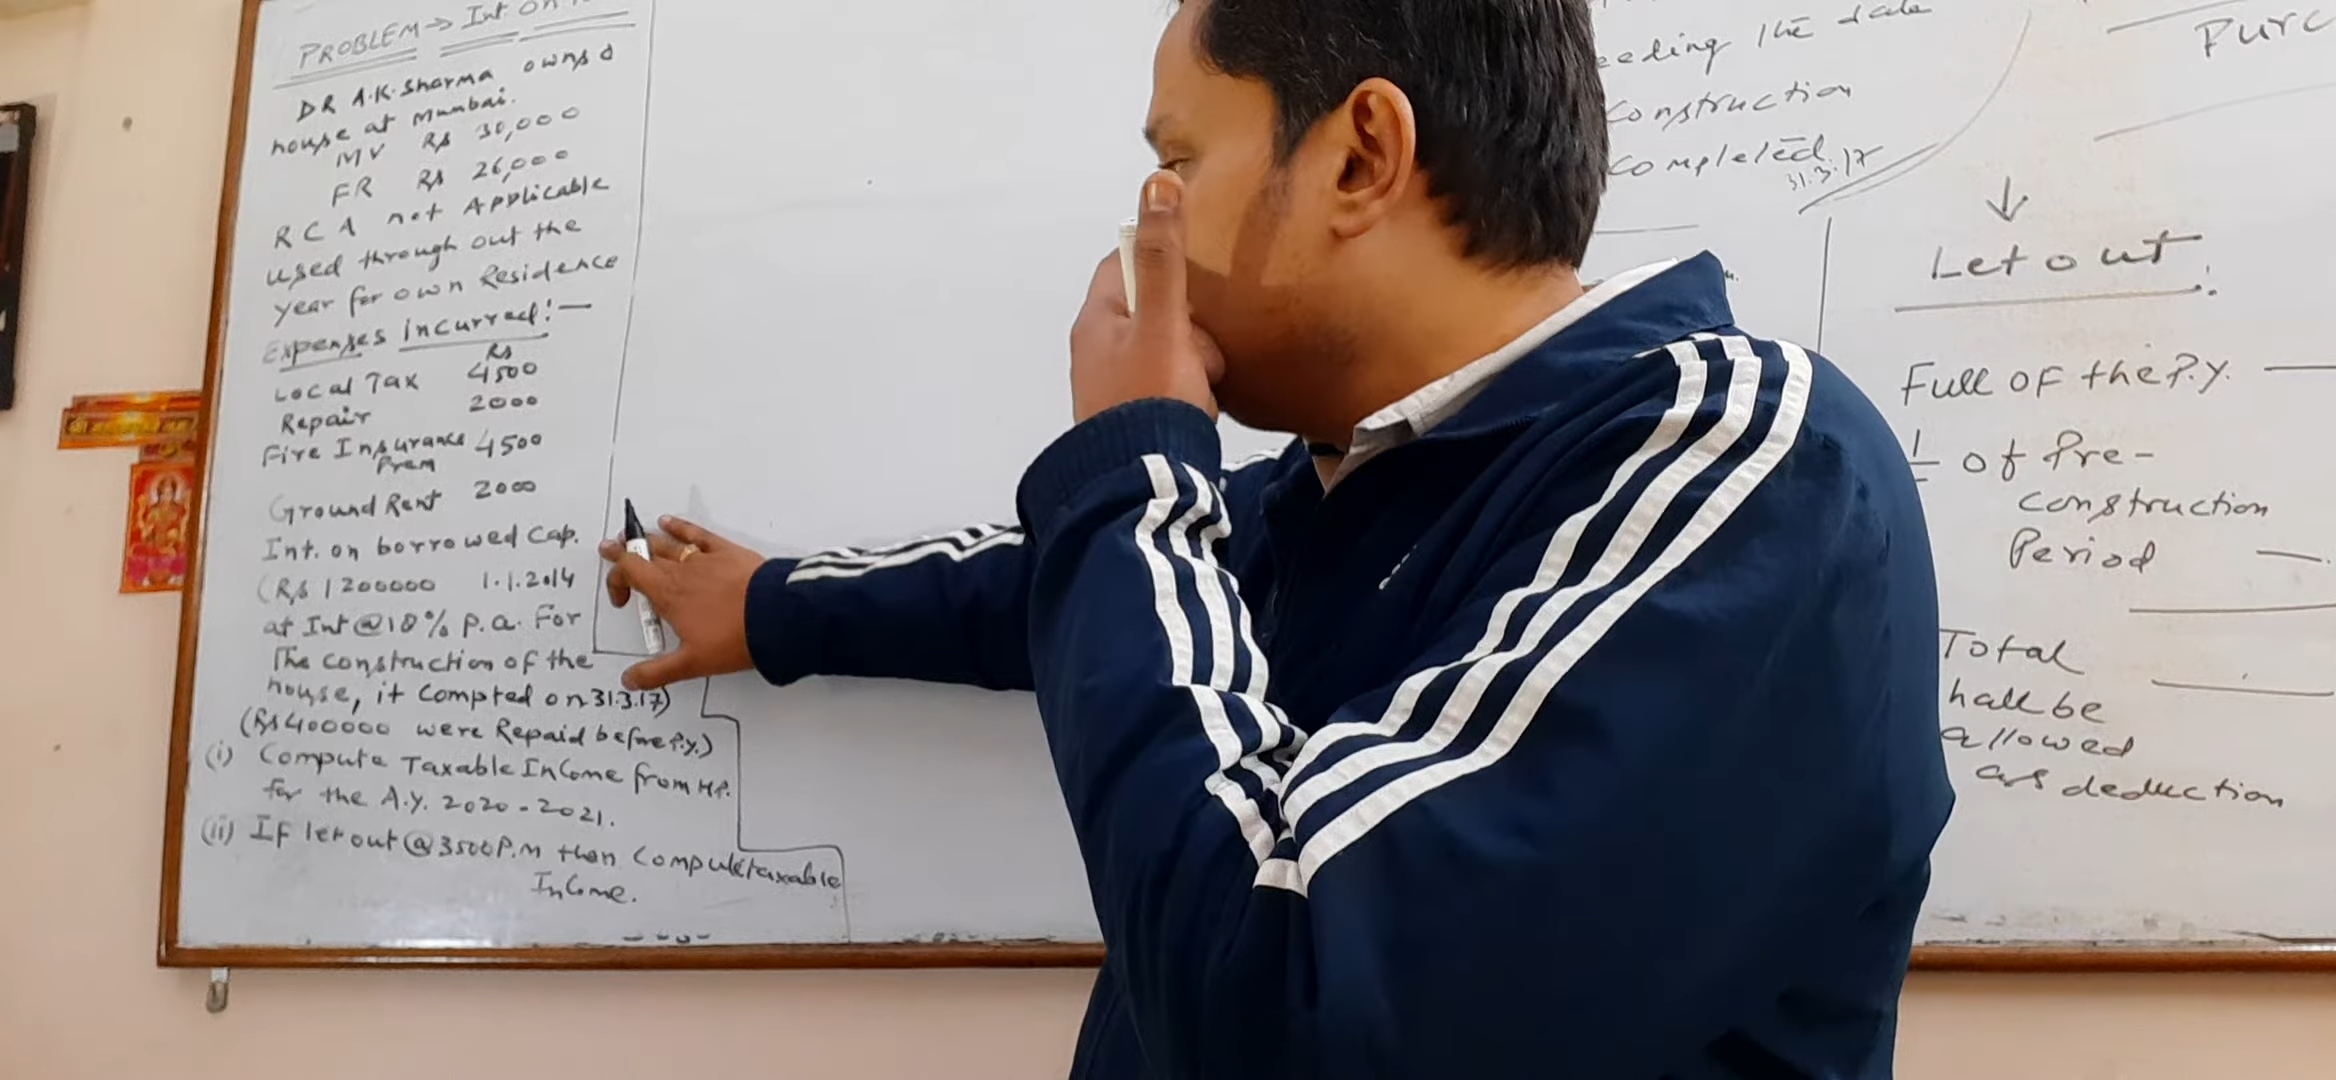 PROBLEM → Int on
DR A.K. Sharma owns a
house at Mumbai.
MV Rs 30,000
FR Rs 26,000
RCA not Applicable
used through out the
year for own Residence
Expenses incurred:-
Rs
Local Tax 4500
Repair 2000
Fire Insurance 4500
Prem
Ground Rent 2000
Int. on borrowed Cap.
(Rs 1200000 1.1.2014
at Int @10% p.a. For
The construction of the
house, it Compted on 31.3.17)
(Rs 400000 were Repaid before P.y.)
(i) Compute Taxable Income from HP.
for the A.y. 2020-2021.
(ii) If let out @ 3500 P.M then Compute taxable
Income.
eeding the date
Construction
Completed
31.3.17
Purc
↓
Let out :
Full of the P.y. —
1 of Pre-
Construction
Period —
Total
hall be
allowed
as deduction